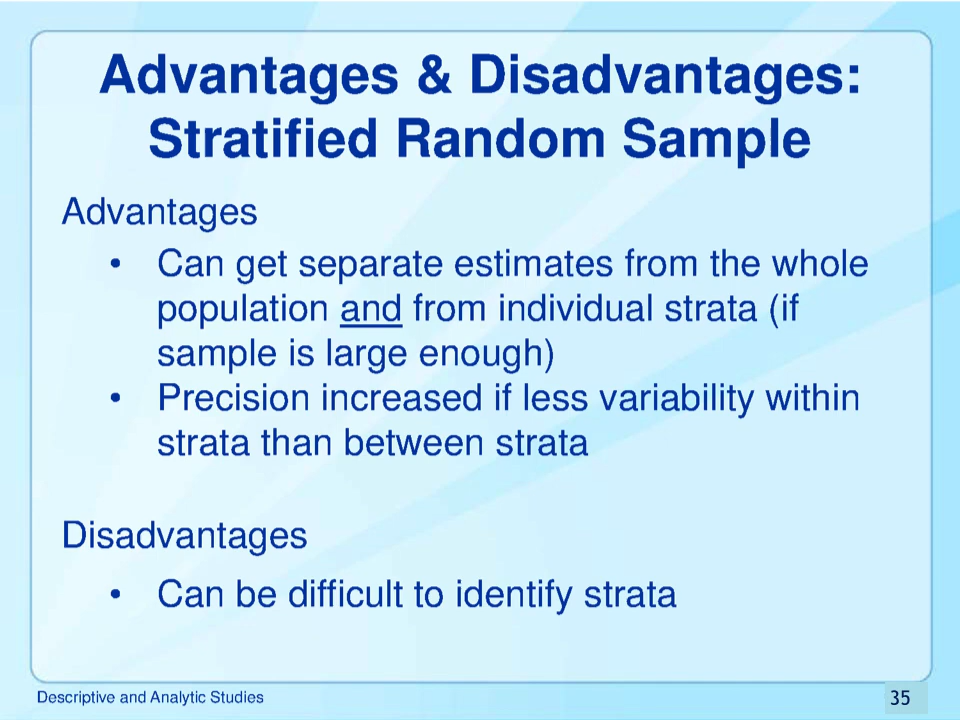 Advantages & Disadvantages:
Stratified Random Sample
Advantages
• Can get separate estimates from the whole
population and from individual strata (if
sample is large enough)
• Precision increased if less variability within
strata than between strata
Disadvantages
• Can be difficult to identify strata
Descriptive and Analytic Studies
35